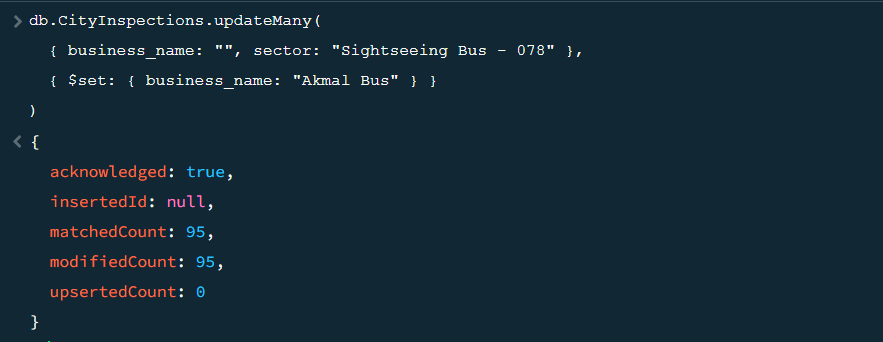 > db.CityInspections.updateMany(
{ business_name: "", sector: "Sightseeing Bus - 078" },
{ $set: { business_name: "Akmal Bus" } }
)
< {
acknowledged: true,
insertedId: null,
matchedCount: 95,
modifiedCount: 95,
upsertedCount: 0
}